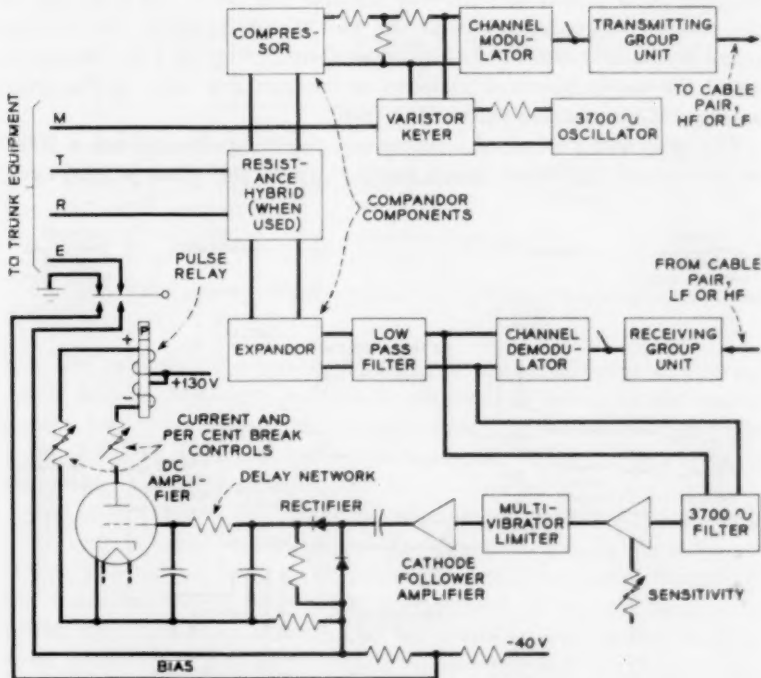 COMPRES-
SOR
CHANNEL
MODU-
LATOR
TRANSMITTING
GROUP
UNIT
TO CABLE
PAIR,
HF OR LF
VARISTOR
KEYER
3700 ~
OSCILLATOR
TO TRUNK EQUIPMENT
M
T
R
E
RESIST-
ANCE
HYBRID
(WHEN
USED)
COMPANDOR
COMPONENTS
PULSE
RELAY
FROM CABLE
PAIR,
LF OR HF
EXPANDOR
LOW
PASS
FILTER
CHANNEL
DEMODU-
LATOR
RECEIVING
GROUP
UNIT
P
+
−
+130 V
CURRENT AND
PER CENT BREAK
CONTROLS
DC
AMPLI-
FIER
DELAY NETWORK
RECTIFIER
CATHODE
FOLLOWER
AMPLIFIER
MULTI-
VIBRATOR
LIMITER
3700 ~
FILTER
SENSITIVITY
BIAS
-40 V